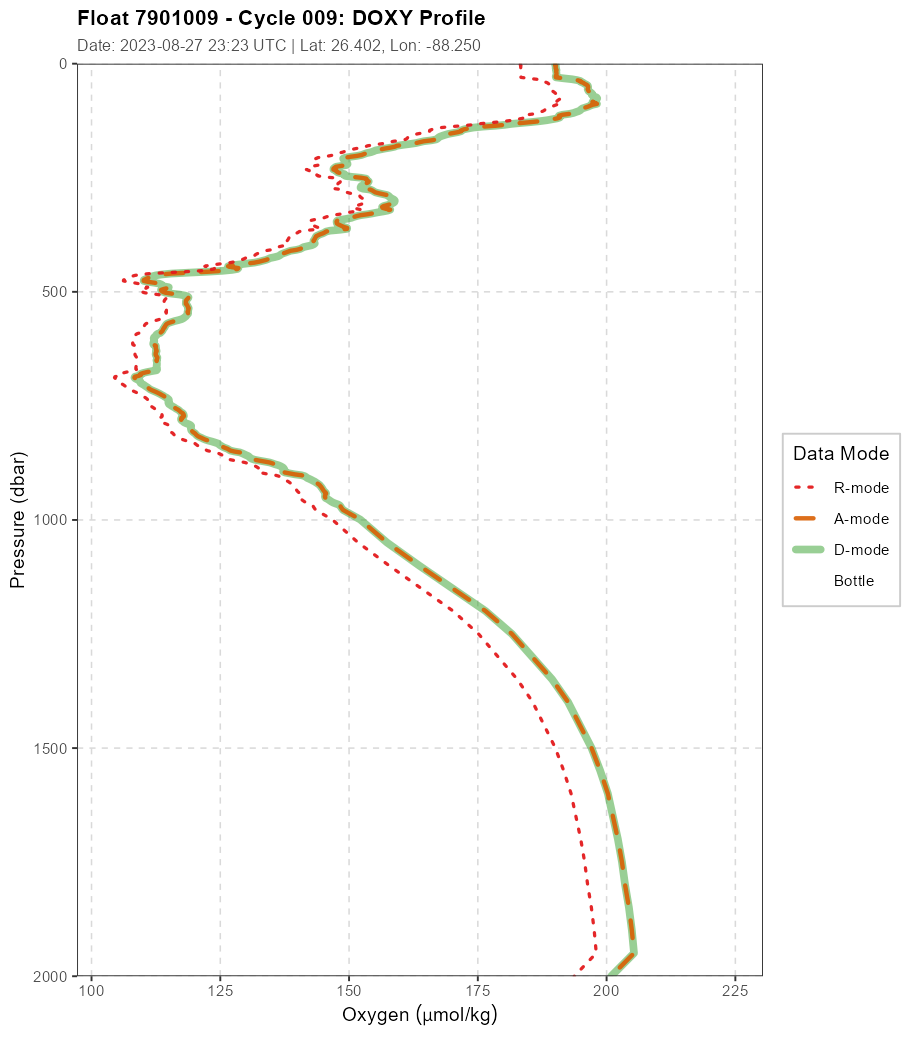 Float 7901009 - Cycle 009: DOXY Profile
Date: 2023-08-27 23:23 UTC | Lat: 26.402, Lon: -88.250
0
500
1000
1500
2000
Pressure (dbar)
100 125 150 175 200 225
Oxygen (μmol/kg)
Data Mode
R-mode
A-mode
D-mode
Bottle